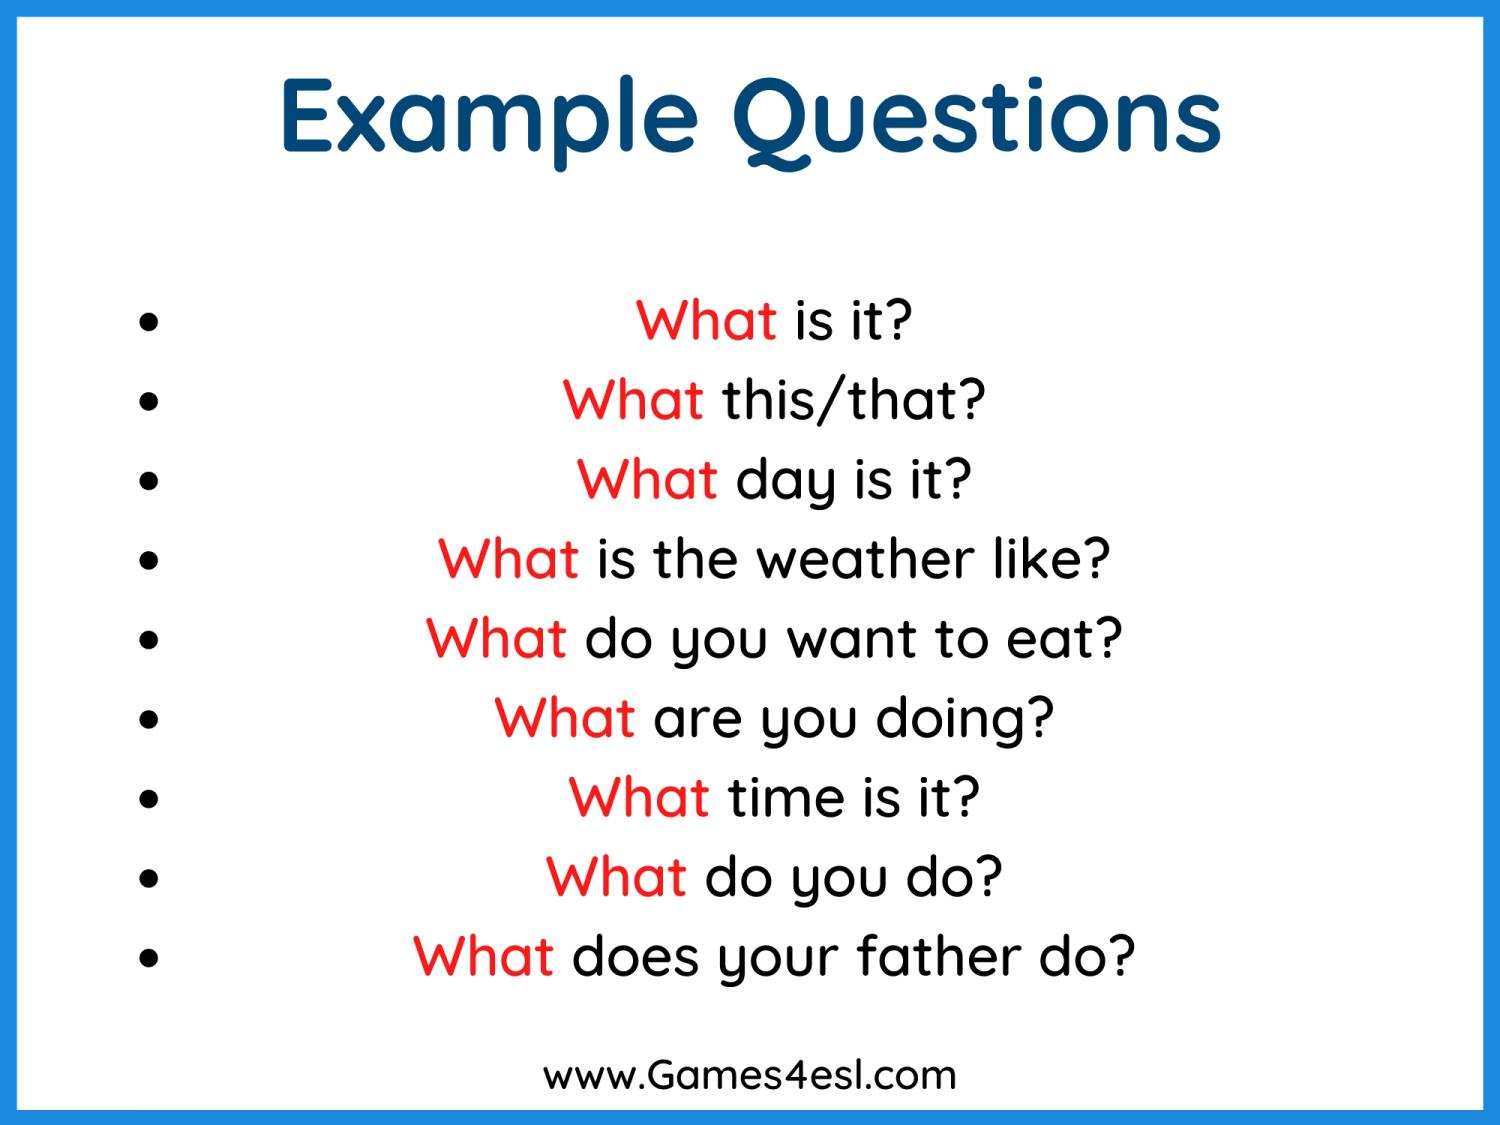 Example Questions
• What is it?
• What this/that?
• What day is it?
• What is the weather like?
• What do you want to eat?
• What are you doing?
• What time is it?
• What do you do?
• What does your father do?
www.Games4esl.com